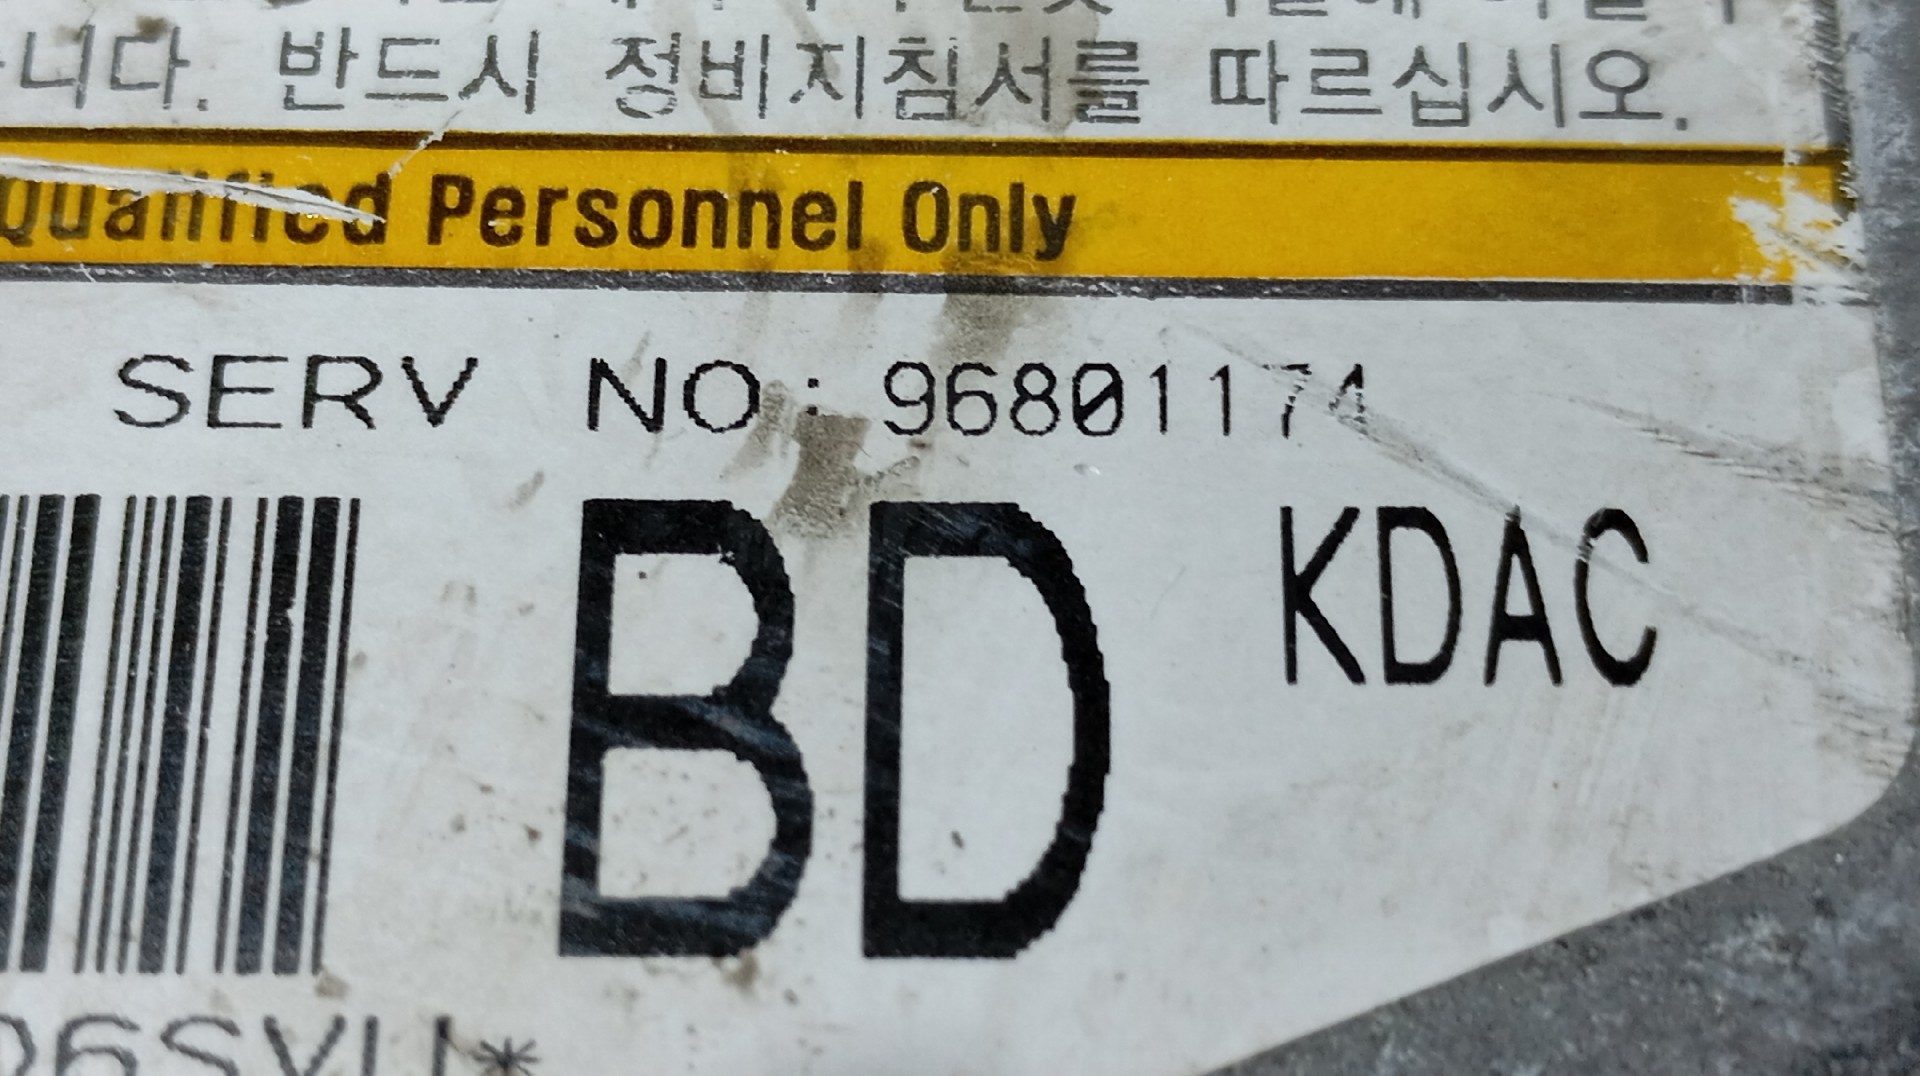 니다. 반드시 정비지침서를 따르십시오.
Qualified Personnel Only
SERV NO: 96801174
BD KDAC